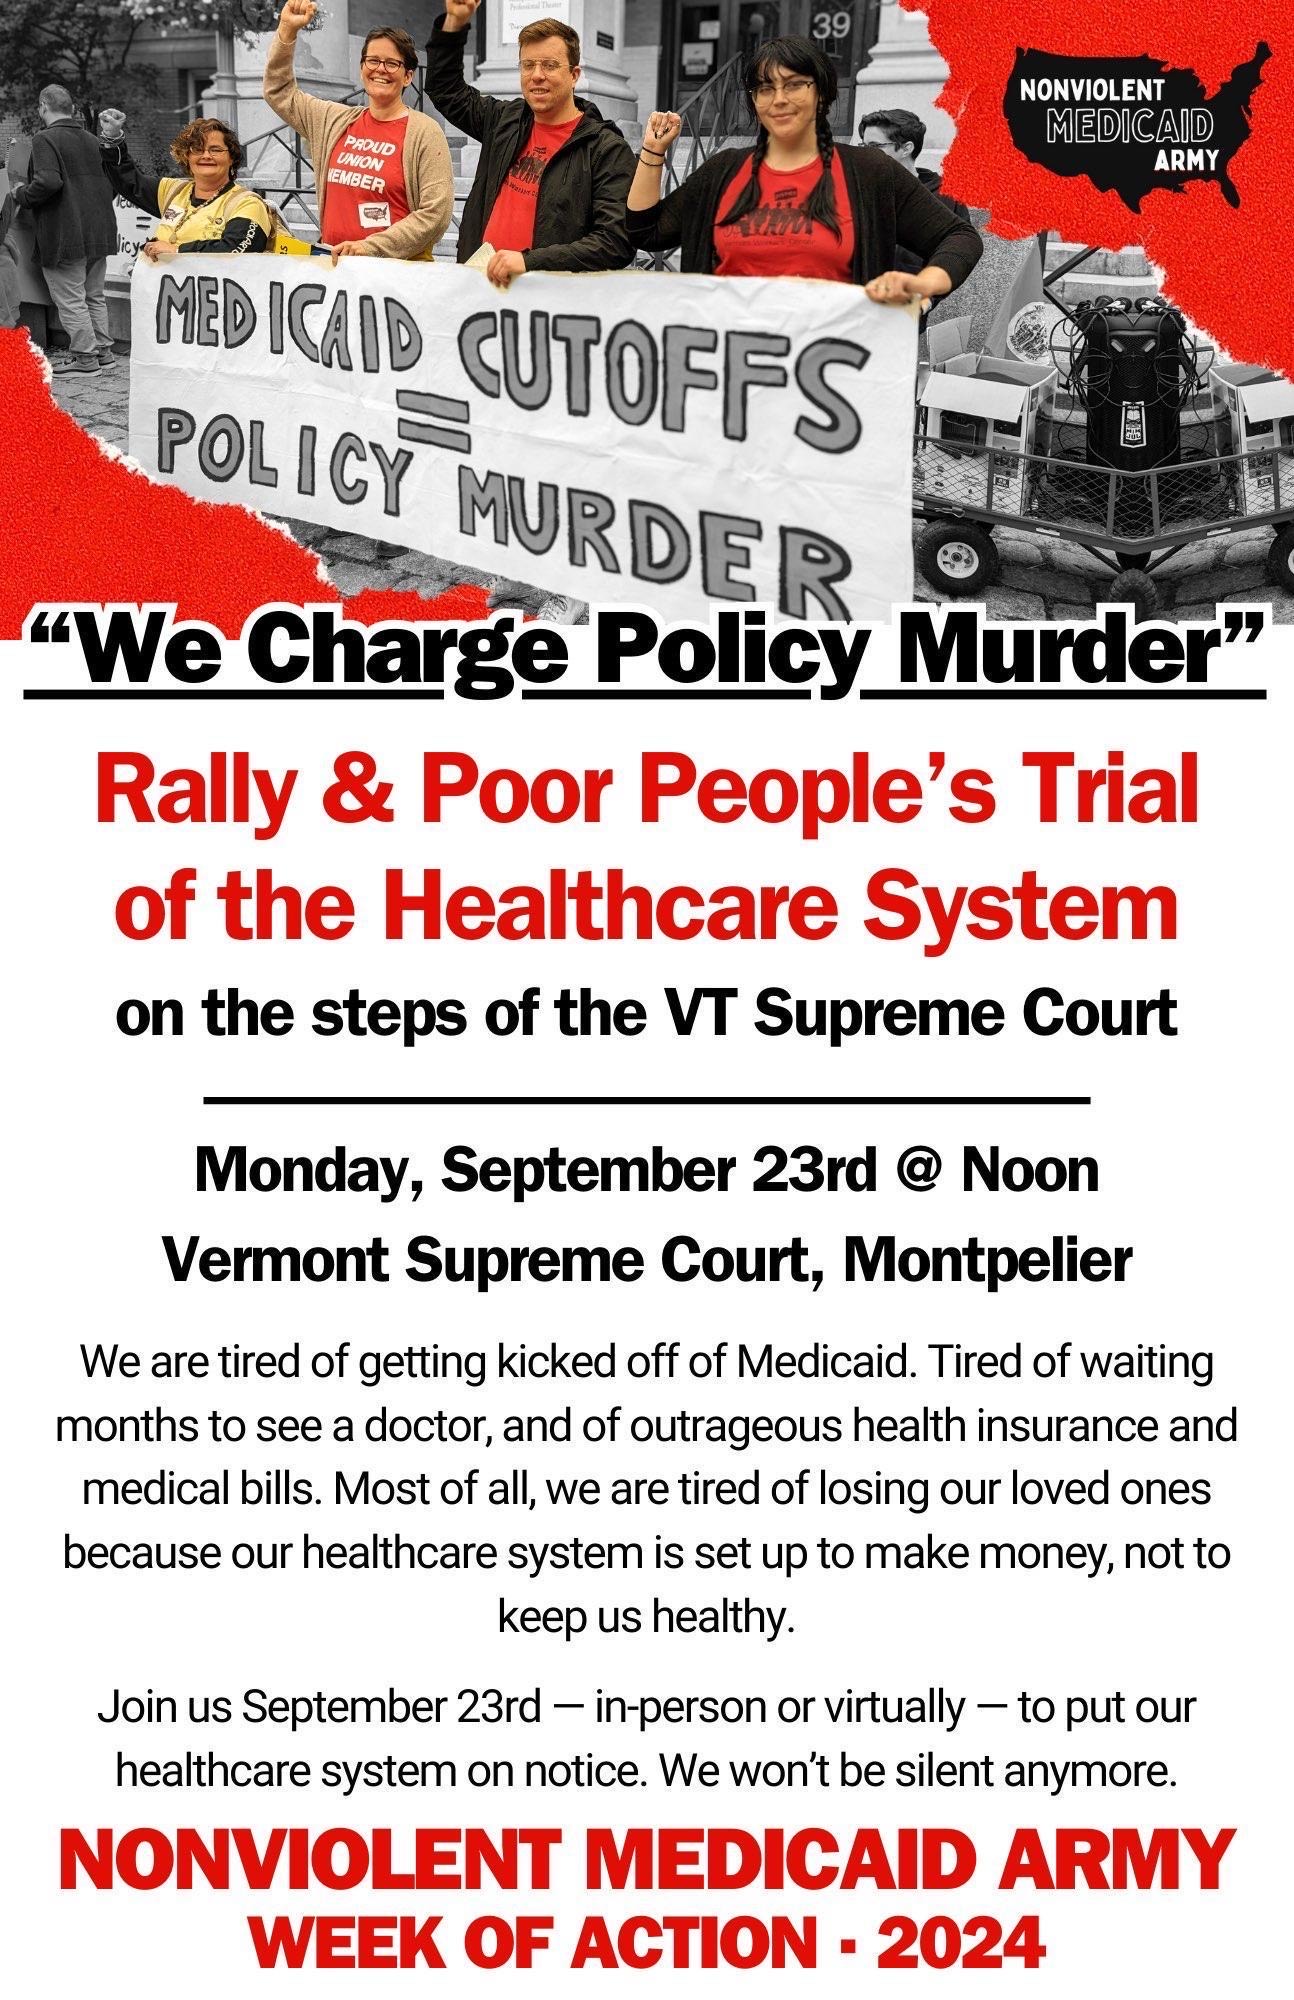 Professional Theater
39
NONVIOLENT
MEDICAID
ARMY
PROUD
UNION
MEMBER
Vermont Workers' Center
MEDICAID CUTOFFS
=
POLICY MURDER
“We Charge Policy Murder”
Rally & Poor People’s Trial
of the Healthcare System
on the steps of the VT Supreme Court
Monday, September 23rd @ Noon
Vermont Supreme Court, Montpelier
We are tired of getting kicked off of Medicaid. Tired of waiting
months to see a doctor, and of outrageous health insurance and
medical bills. Most of all, we are tired of losing our loved ones
because our healthcare system is set up to make money, not to
keep us healthy.
Join us September 23rd — in-person or virtually — to put our
healthcare system on notice. We won’t be silent anymore.
NONVIOLENT MEDICAID ARMY
WEEK OF ACTION · 2024